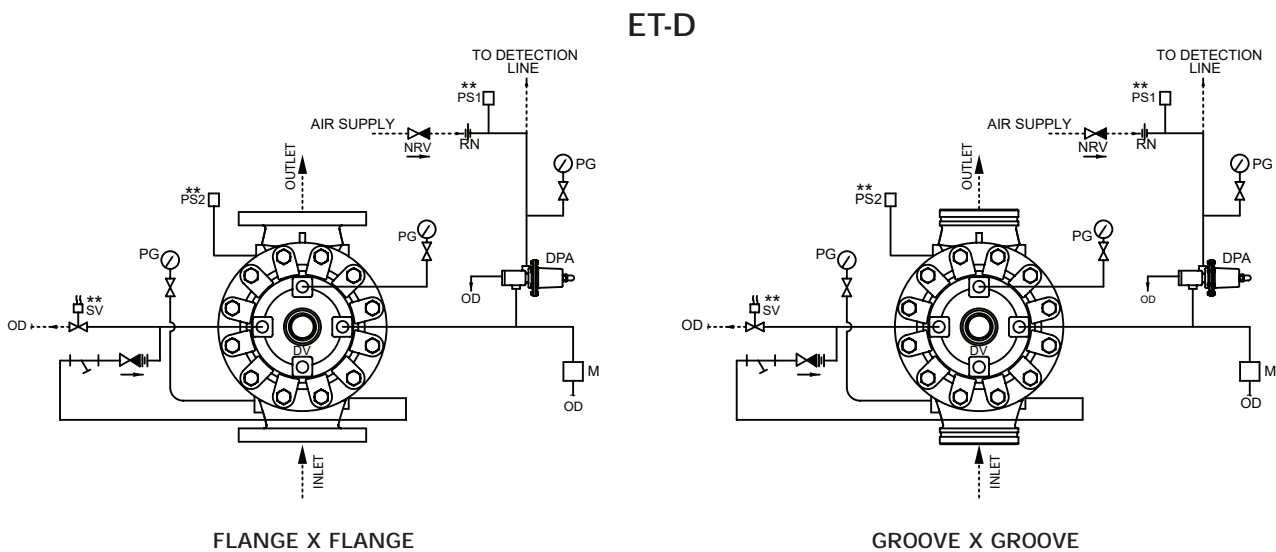 ET-D
TO DETECTION
LINE
**
PS1
AIR SUPPLY
NRV
RN
PG
OUTLET
**
PS2
PG
PG
DPA
OD
**
SV
OD
DV
M
OD
INLET
FLANGE X FLANGE
TO DETECTION
LINE
**
PS1
AIR SUPPLY
NRV
RN
PG
OUTLET
**
PS2
PG
PG
DPA
OD
**
SV
OD
DV
M
OD
INLET
GROOVE X GROOVE